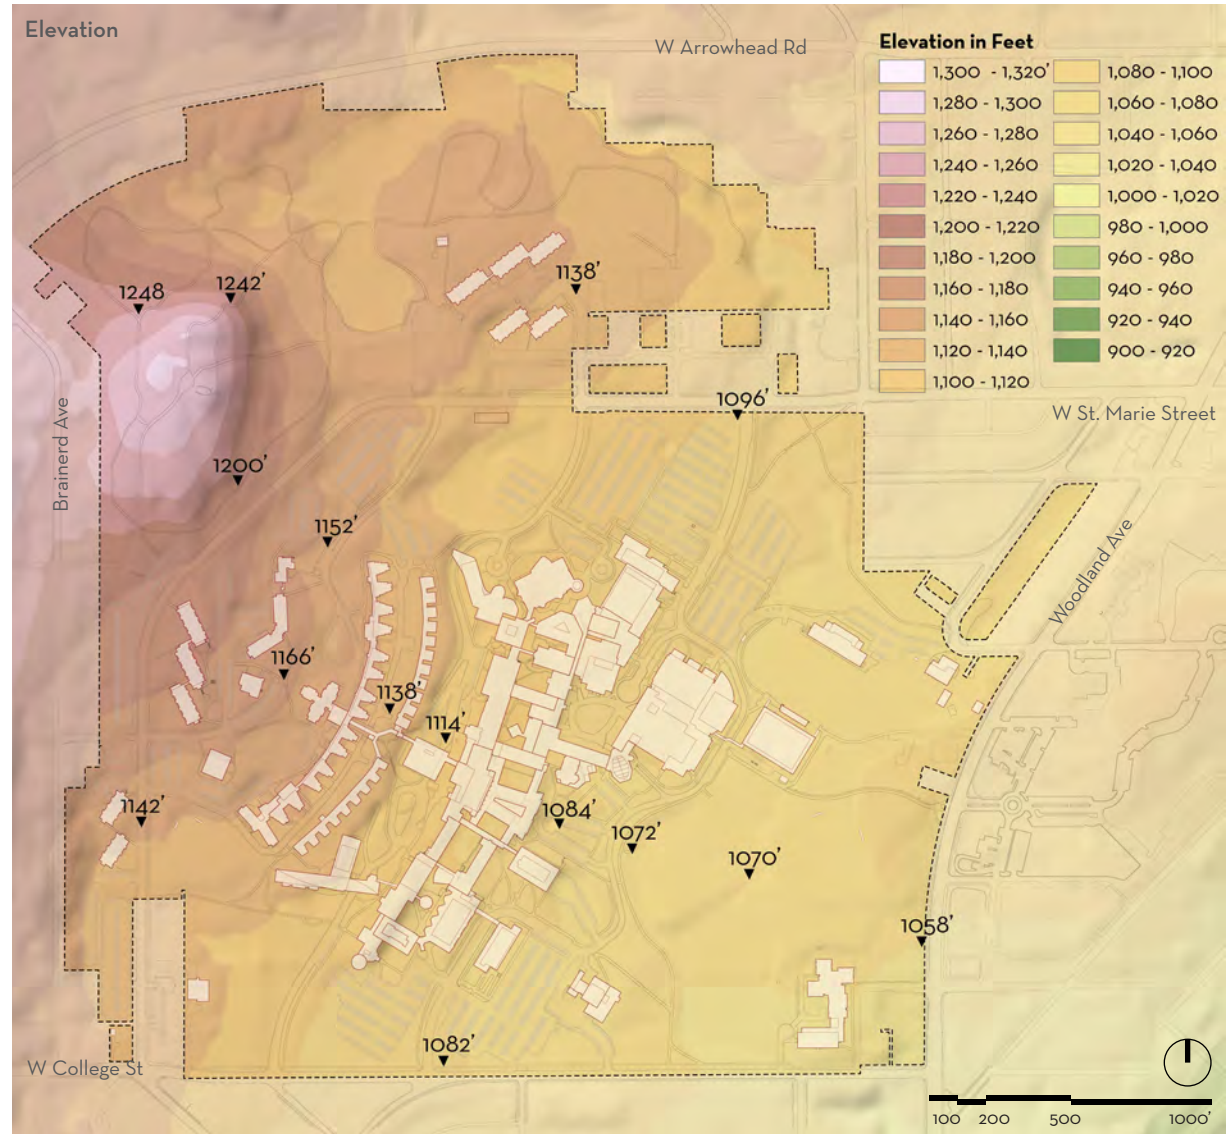 Elevation
W Arrowhead Rd
Elevation in Feet
1,300 - 1,320'
1,280 - 1,300
1,260 - 1,280
1,240 - 1,260
1,220 - 1,240
1,200 - 1,220
1,180 - 1,200
1,160 - 1,180
1,140 - 1,160
1,120 - 1,140
1,100 - 1,120
1,080 - 1,100
1,060 - 1,080
1,040 - 1,060
1,020 - 1,040
1,000 - 1,020
980 - 1,000
960 - 980
940 - 960
920 - 940
900 - 920
1138'
1242'
1248
1096'
W St. Marie Street
Brainerd Ave
1200'
1152'
Woodland Ave
1166'
1138'
1114'
1142'
1084'
1072'
1070'
1058'
1082'
W College St
100 200 500 1000'